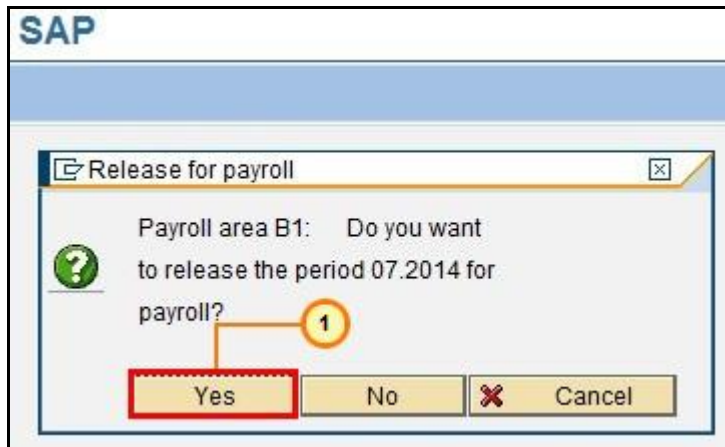 SAP
Release for payroll
Payroll area B1: Do you want
to release the period 07.2014 for
payroll?
1
Yes No Cancel